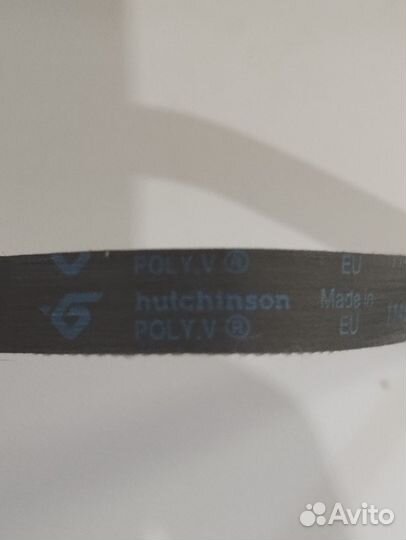 POLY.V ® EU
hutchinson Made in
POLY.V ® EU
Avito